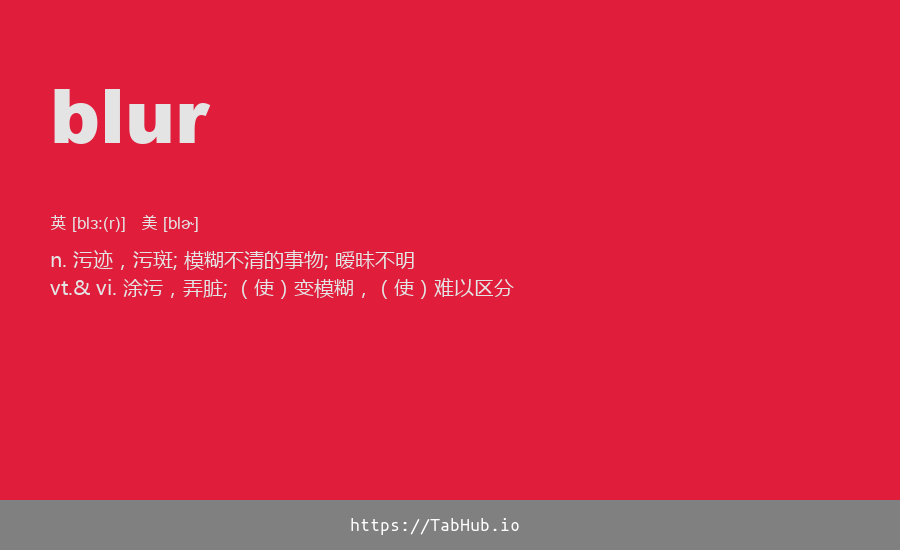 blur
英 [blɜː(r)] 美 [blɚ]
n. 污迹，污斑; 模糊不清的事物; 暧昧不明
vt.& vi. 涂污，弄脏; （使）变模糊，（使）难以区分
https://TabHub.io